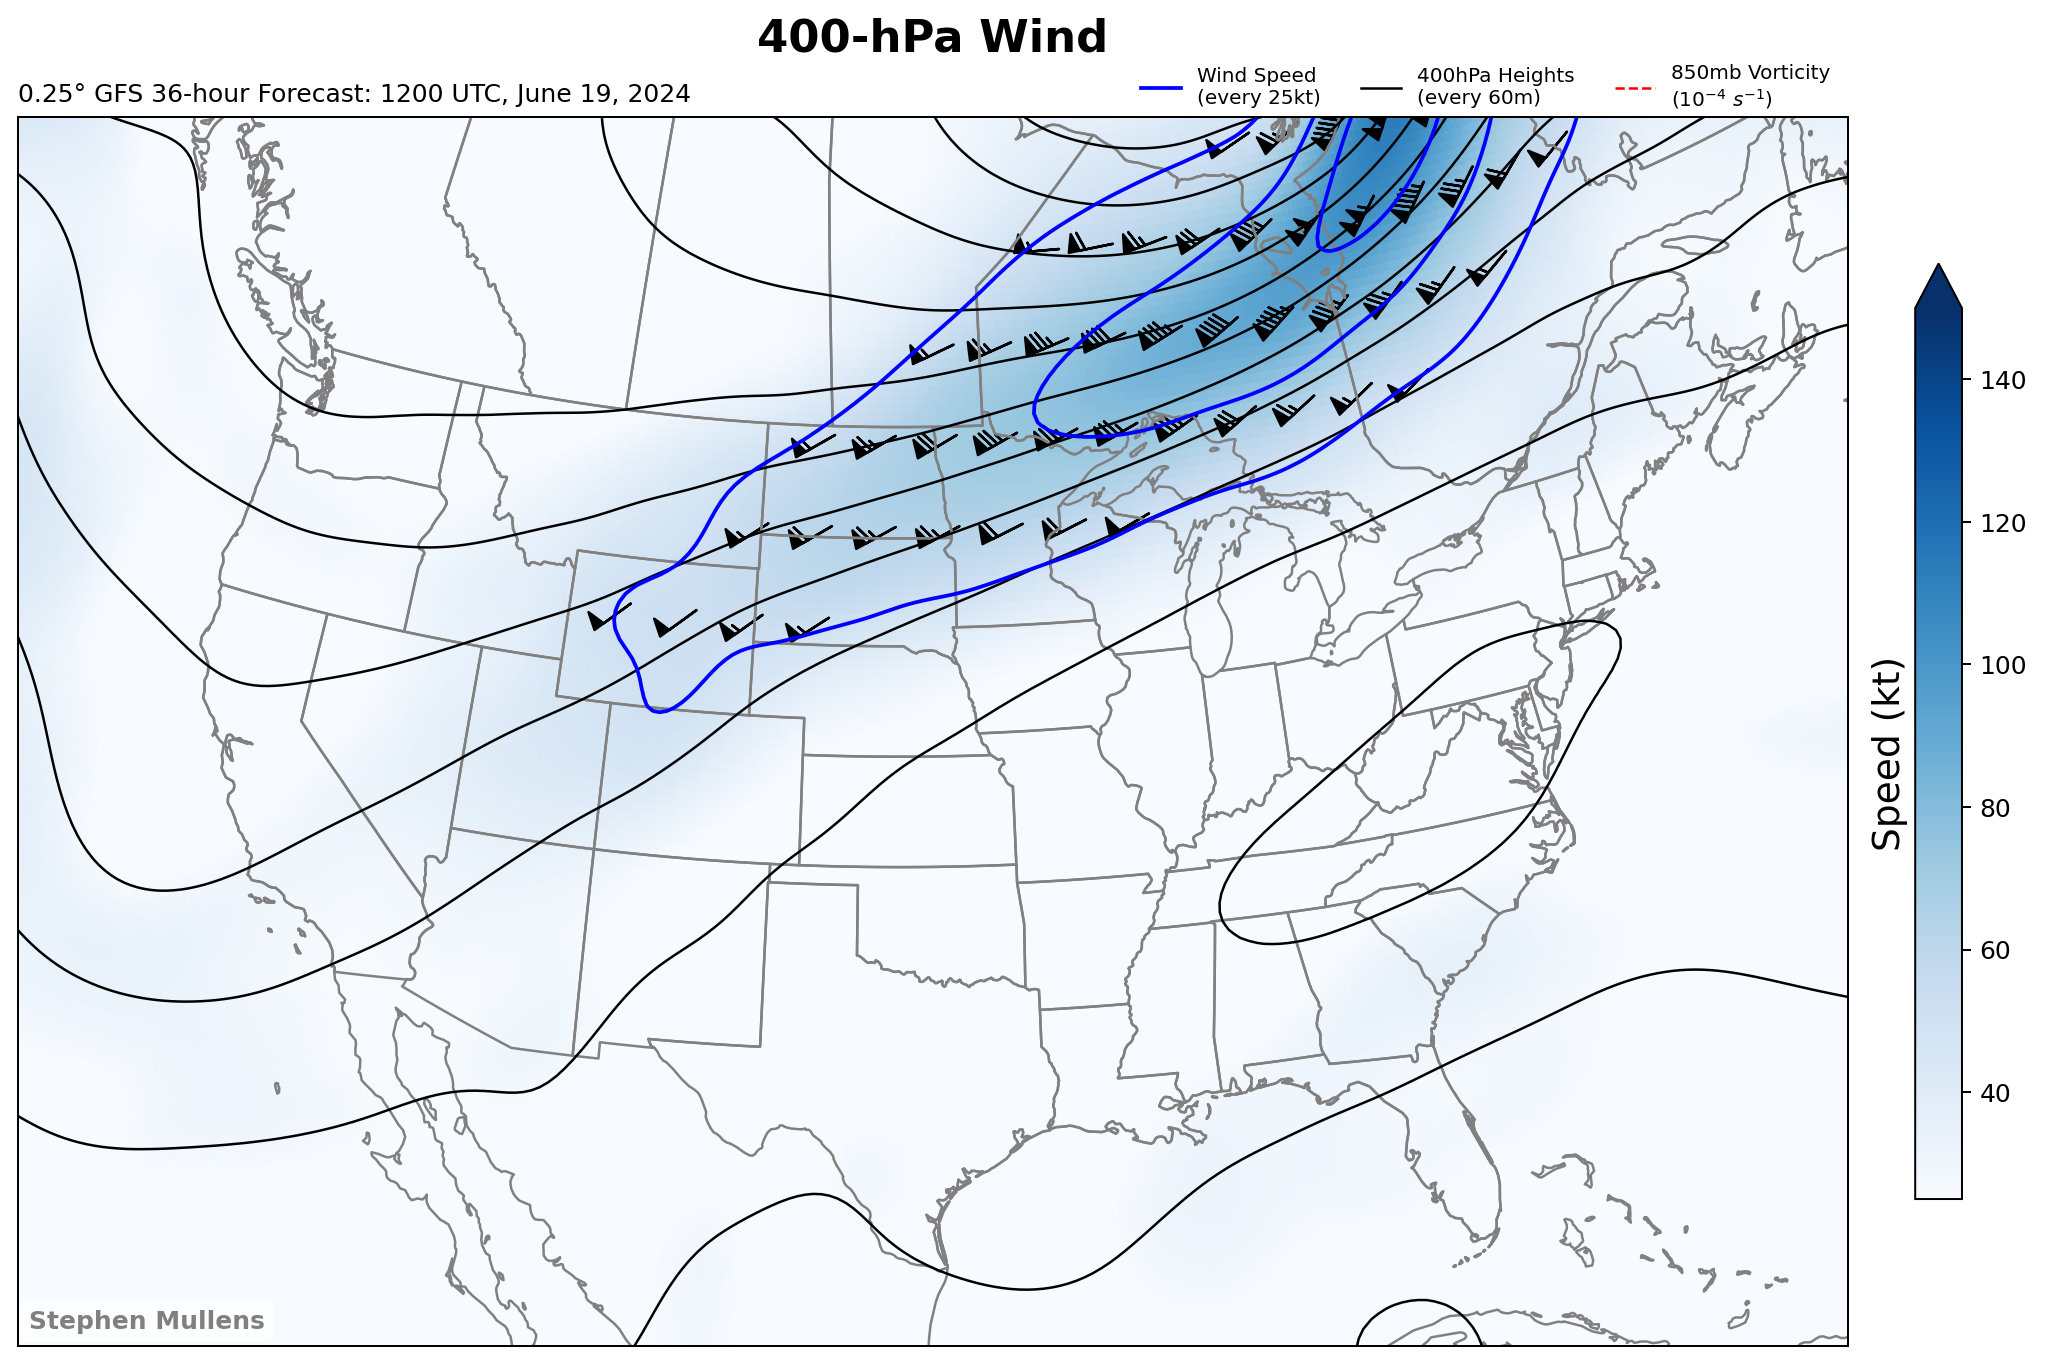 400-hPa Wind
0.25° GFS 36-hour Forecast: 1200 UTC, June 19, 2024
Wind Speed
(every 25kt)
400hPa Heights
(every 60m)
850mb Vorticity
(10⁻⁴ s⁻¹)
140
120
100
80
60
40
Speed (kt)
Stephen Mullens